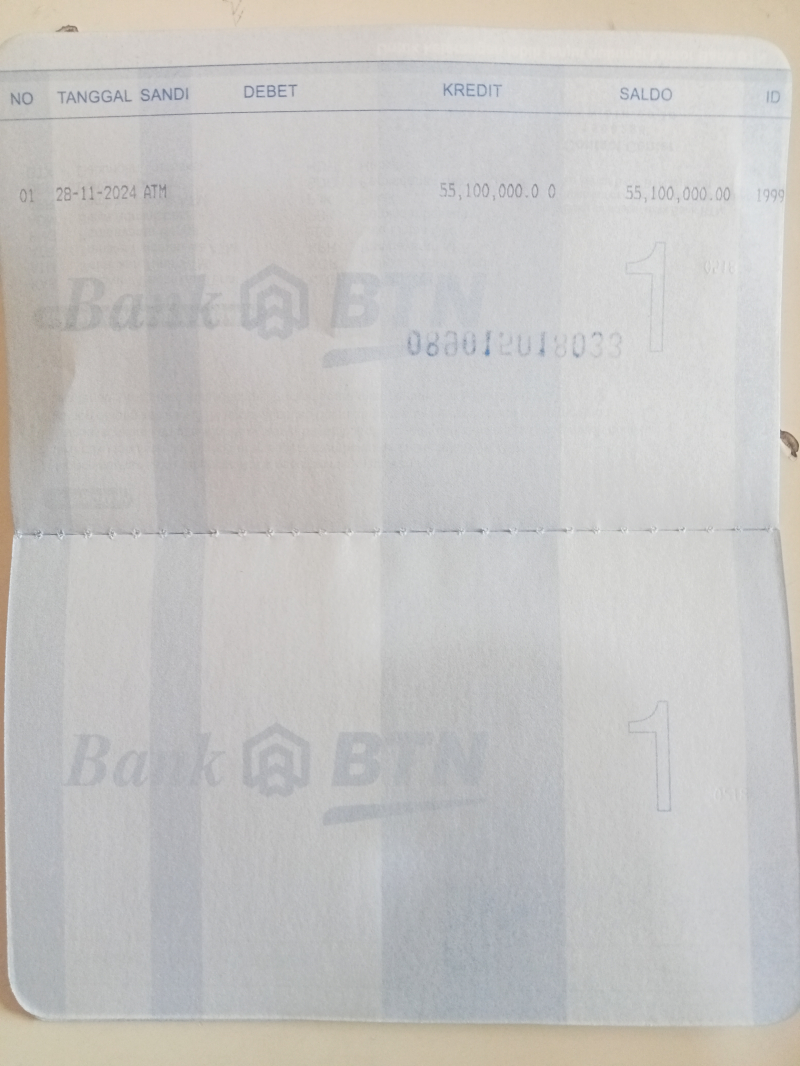 NO TANGGAL SANDI DEBET KREDIT SALDO ID
01 28-11-2024 ATM 55,100,000.0 0 55,100,000.00 1999
Bank BTN
1
Bank BTN
1